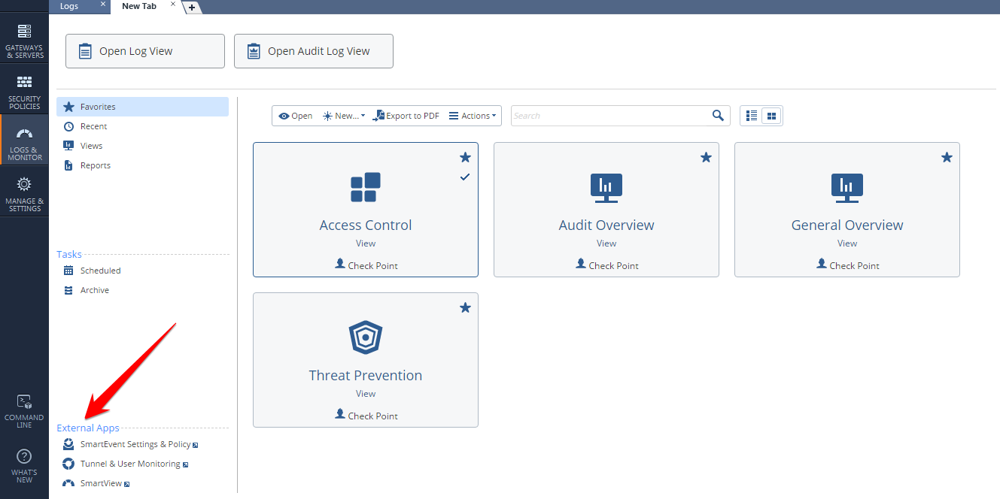 Logs
New Tab
GATEWAYS
& SERVERS
SECURITY
POLICIES
LOGS &
MONITOR
MANAGE &
SETTINGS
COMMAND
LINE
WHAT'S
NEW
Open Log View
Open Audit Log View
Favorites
Recent
Views
Reports
Tasks
Scheduled
Archive
External Apps
SmartEvent Settings & Policy
Tunnel & User Monitoring
SmartView
Open New... Export to PDF Actions Search
Access Control
View
Check Point
Audit Overview
View
Check Point
General Overview
View
Check Point
Threat Prevention
View
Check Point